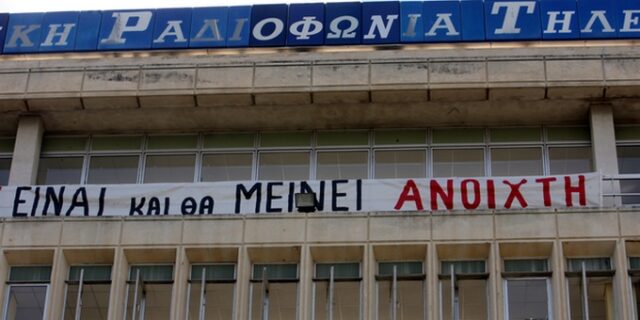 ΚΗ ΡΑΔΙΟΦΩΝΙΑ ΤΗΛΕ
ΕΙΝΑΙ ΚΑΙ ΘΑ ΜΕΙΝΕΙ ΑΝΟΙΧΤΗ